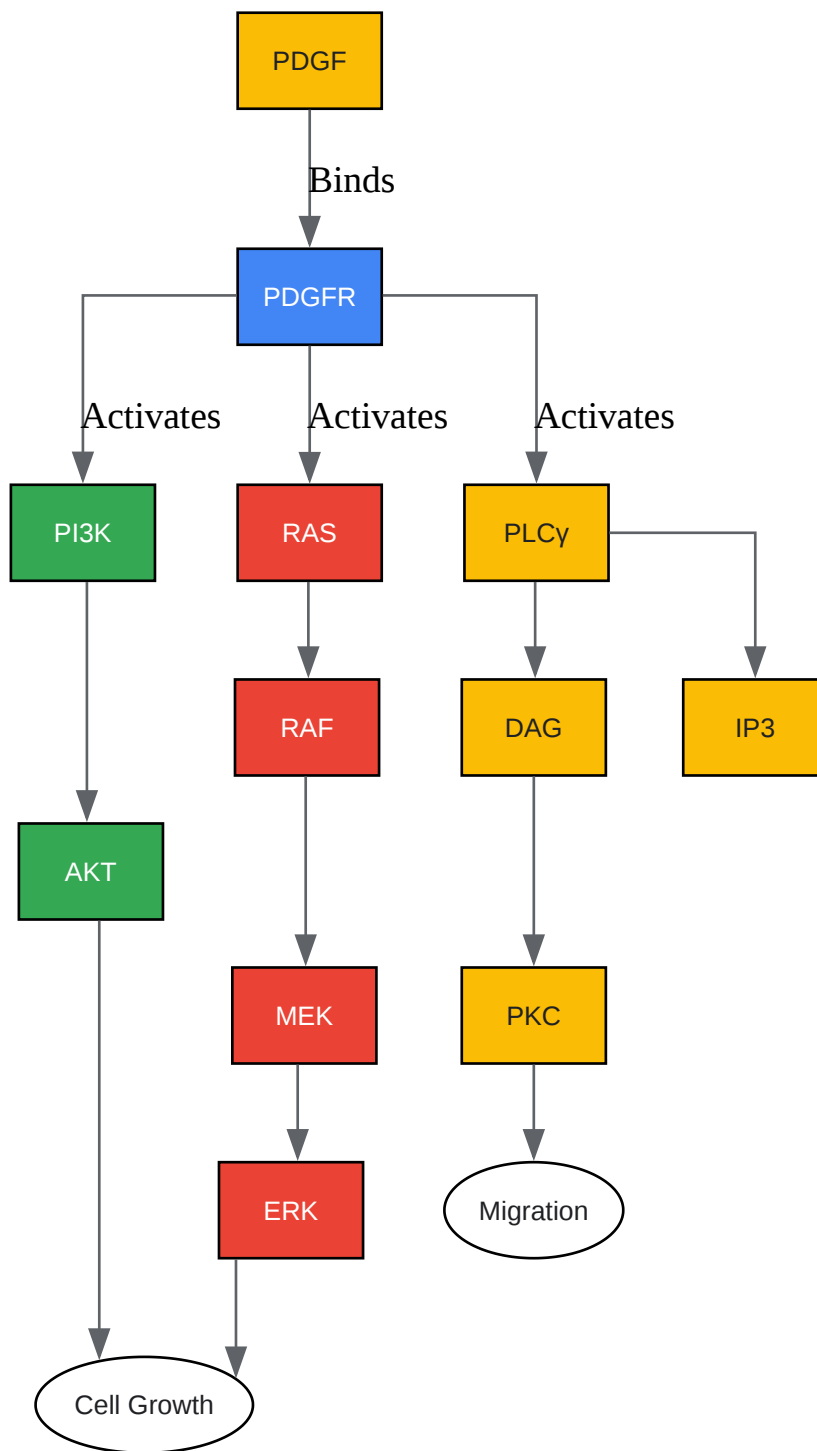 PDGF
Binds
PDGFR
Activates
Activates
Activates
PI3K
RAS
PLCγ
RAF
DAG
IP3
AKT
MEK
PKC
ERK
Migration
Cell Growth